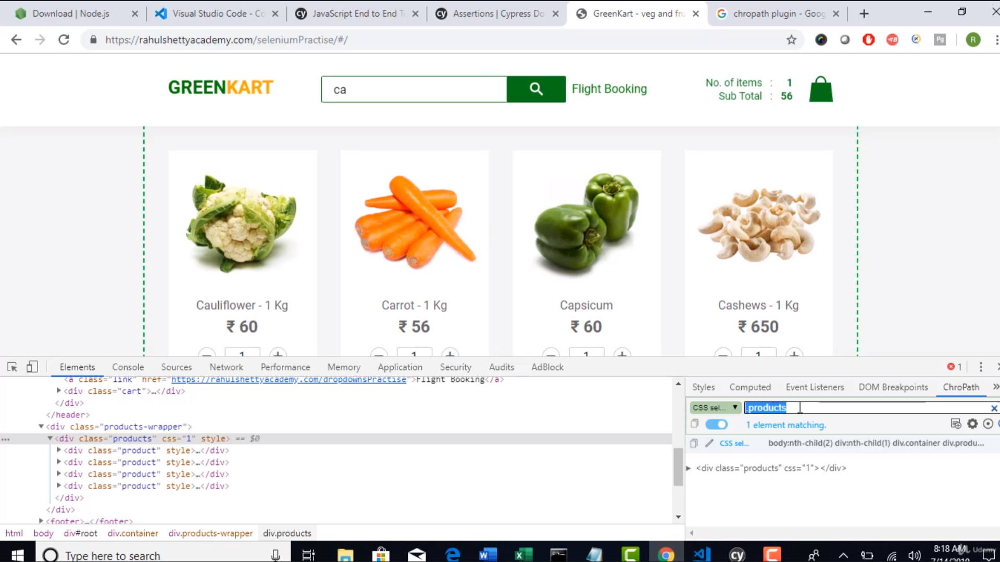 Download | Node.js
Visual Studio Code - Co
JavaScript End to End T
Assertions | Cypress Do
GreenKart - veg and fru
chropath plugin - Goog
https://rahulshettyacademy.com/seleniumPractise/#/
Pg
R
GREENKART
ca
Flight Booking
No. of items : 1
Sub Total : 56
Cauliflower - 1 Kg
Carrot - 1 Kg
Capsicum
Cashews - 1 Kg
₹ 60
₹ 56
₹ 60
₹ 650
1
1
1
1
Elements Console Sources Network Performance Memory Application Security Audits AdBlock
1
<a class="link" href="https://rahulshettyacademy.com/dropdownsPractise">Flight Booking</a>
<div class="cart">…</div>
</div>
</header>
<div class="products-wrapper">
<div class="products" css="1" style> == $0
<div class="product" style>…</div>
<div class="product" style>…</div>
<div class="product" style>…</div>
<div class="product" style>…</div>
</div>
</div>
<footer>…</footer>
html body div#root div.container div.products-wrapper div.products
Styles Computed Event Listeners DOM Breakpoints ChroPath
CSS sel... .products
1 element matching.
CSS sel... body:nth-child(2) div:nth-child(1) div.container div.produ...
<div class="products" css="1"></div>
Type here to search
8:18 AM
7/14/2019
Udemy